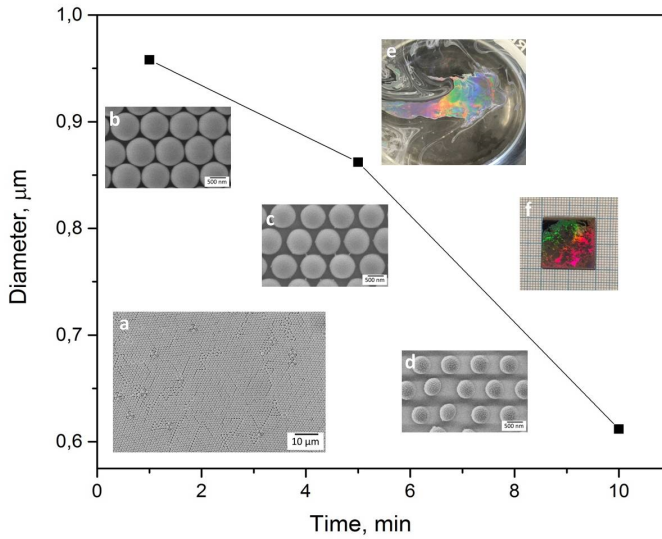 1,0
0,9
0,8
0,7
0,6
Diameter, μm
b
500 nm
c
500 nm
a
10 μm
d
500 nm
e
f
0
2
4
6
8
10
Time, min